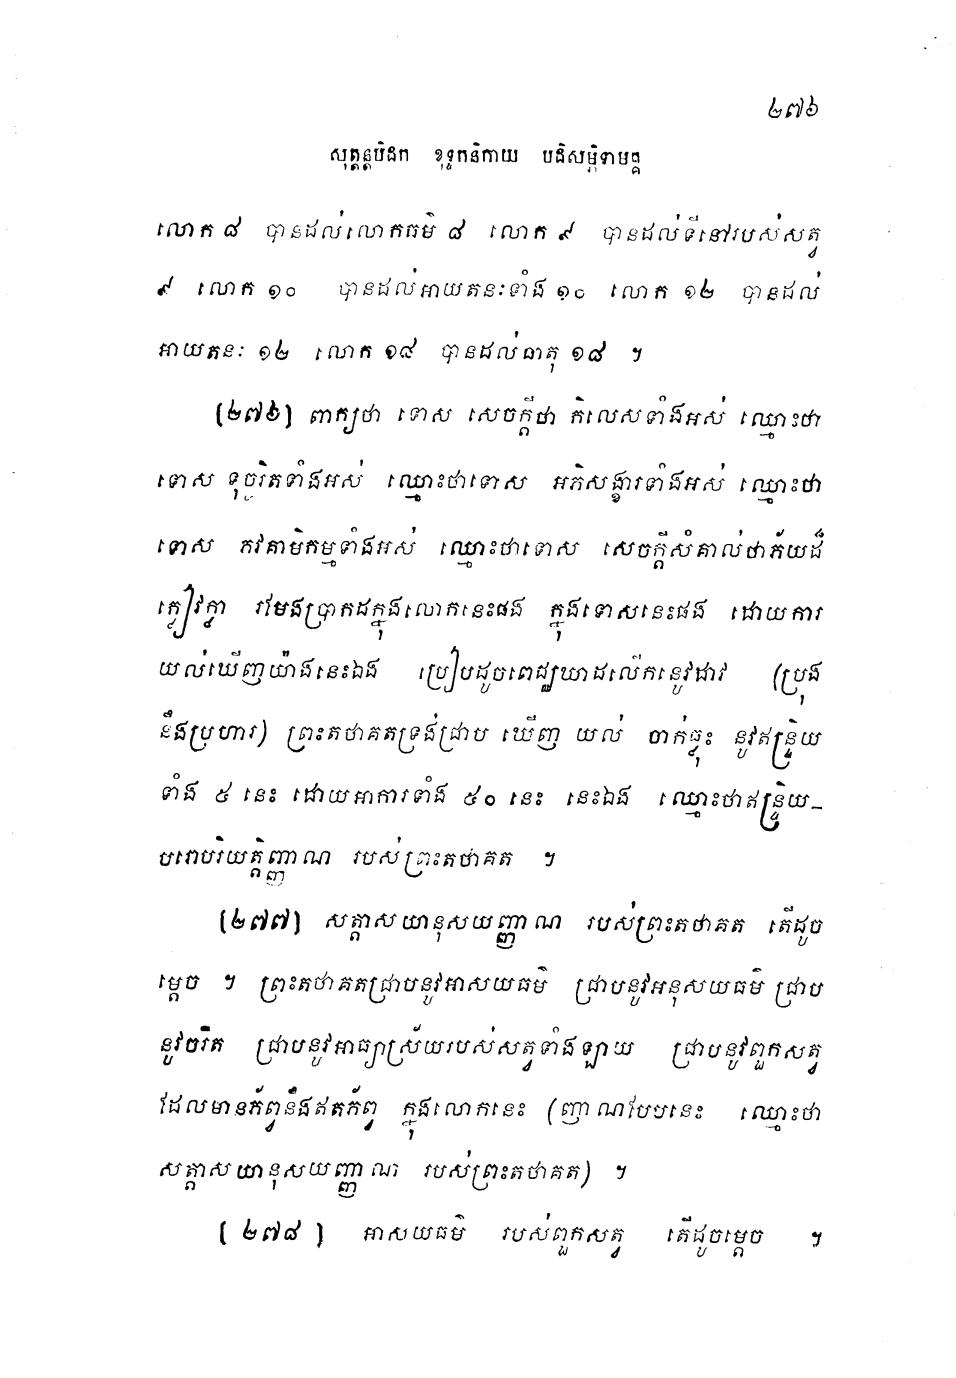 ២៧៦
សុត្តន្តបិដក ខុទ្ទកនិកាយ បដិសម្ភិទាមគ្គ
លោក ៨ បានដល់លោកធម៌ ៨ លោក ៩ បានដល់ទីនៅរបស់សត្វ
៩ លោក ១០ បានដល់អាយតនៈទាំង ១០ លោក ១២ បានដល់
អាយតនៈ ១២ លោក ១៨ បានដល់ធាតុ ១៨ ។
[២៧៦] ពាក្យថា ទោស សេចក្តីថា កិលេសទាំងអស់ ឈ្មោះថា
ទោស ទុច្ចរិតទាំងអស់ ឈ្មោះថាទោស អភិសង្ខារទាំងអស់ ឈ្មោះថា
ទោស ភវគាមិកម្មទាំងអស់ ឈ្មោះថាទោស សេចក្តីសំគាល់ថាភ័យដ៏
ក្លៀវក្លា រមែងប្រាកដក្នុងលោកនេះផង ក្នុងទោសនេះផង ដោយការ
យល់ឃើញយ៉ាងនេះឯង ប្រៀបដូចពេជ្ឈឃាដលើកនូវដាវ (ប្រុង
នឹងប្រហារ) ព្រះតថាគតទ្រង់ជ្រាប ឃើញ យល់ ចាក់ធ្លុះ នូវឥន្ទ្រិយ
ទាំង ៥ នេះ ដោយអាការទាំង ៥០ នេះ នេះឯង ឈ្មោះថាឥន្ទ្រិយ-
បរោបរិយត្តិញ្ញាណ របស់ព្រះតថាគត ។
[២៧៧] សត្តាសយានុសយញ្ញាណ របស់ព្រះតថាគត តើដូច
ម្តេច ។ ព្រះតថាគតជ្រាបនូវអាសយធម៌ ជ្រាបនូវអនុសយធម៌ ជ្រាប
នូវចរិត ជ្រាបនូវអាធ្យាស្រ័យរបស់សត្វទាំងឡាយ ជ្រាបនូវពួកសត្វ
ដែលមានភ័ព្វនឹងឥតភ័ព្វ ក្នុងលោកនេះ (ញាណបែបនេះ ឈ្មោះថា
សត្តាសយានុសយញ្ញាណ របស់ព្រះតថាគត) ។
[ ២៧៨ ] អាសយធម៌ របស់ពួកសត្វ តើដូចម្តេច ។